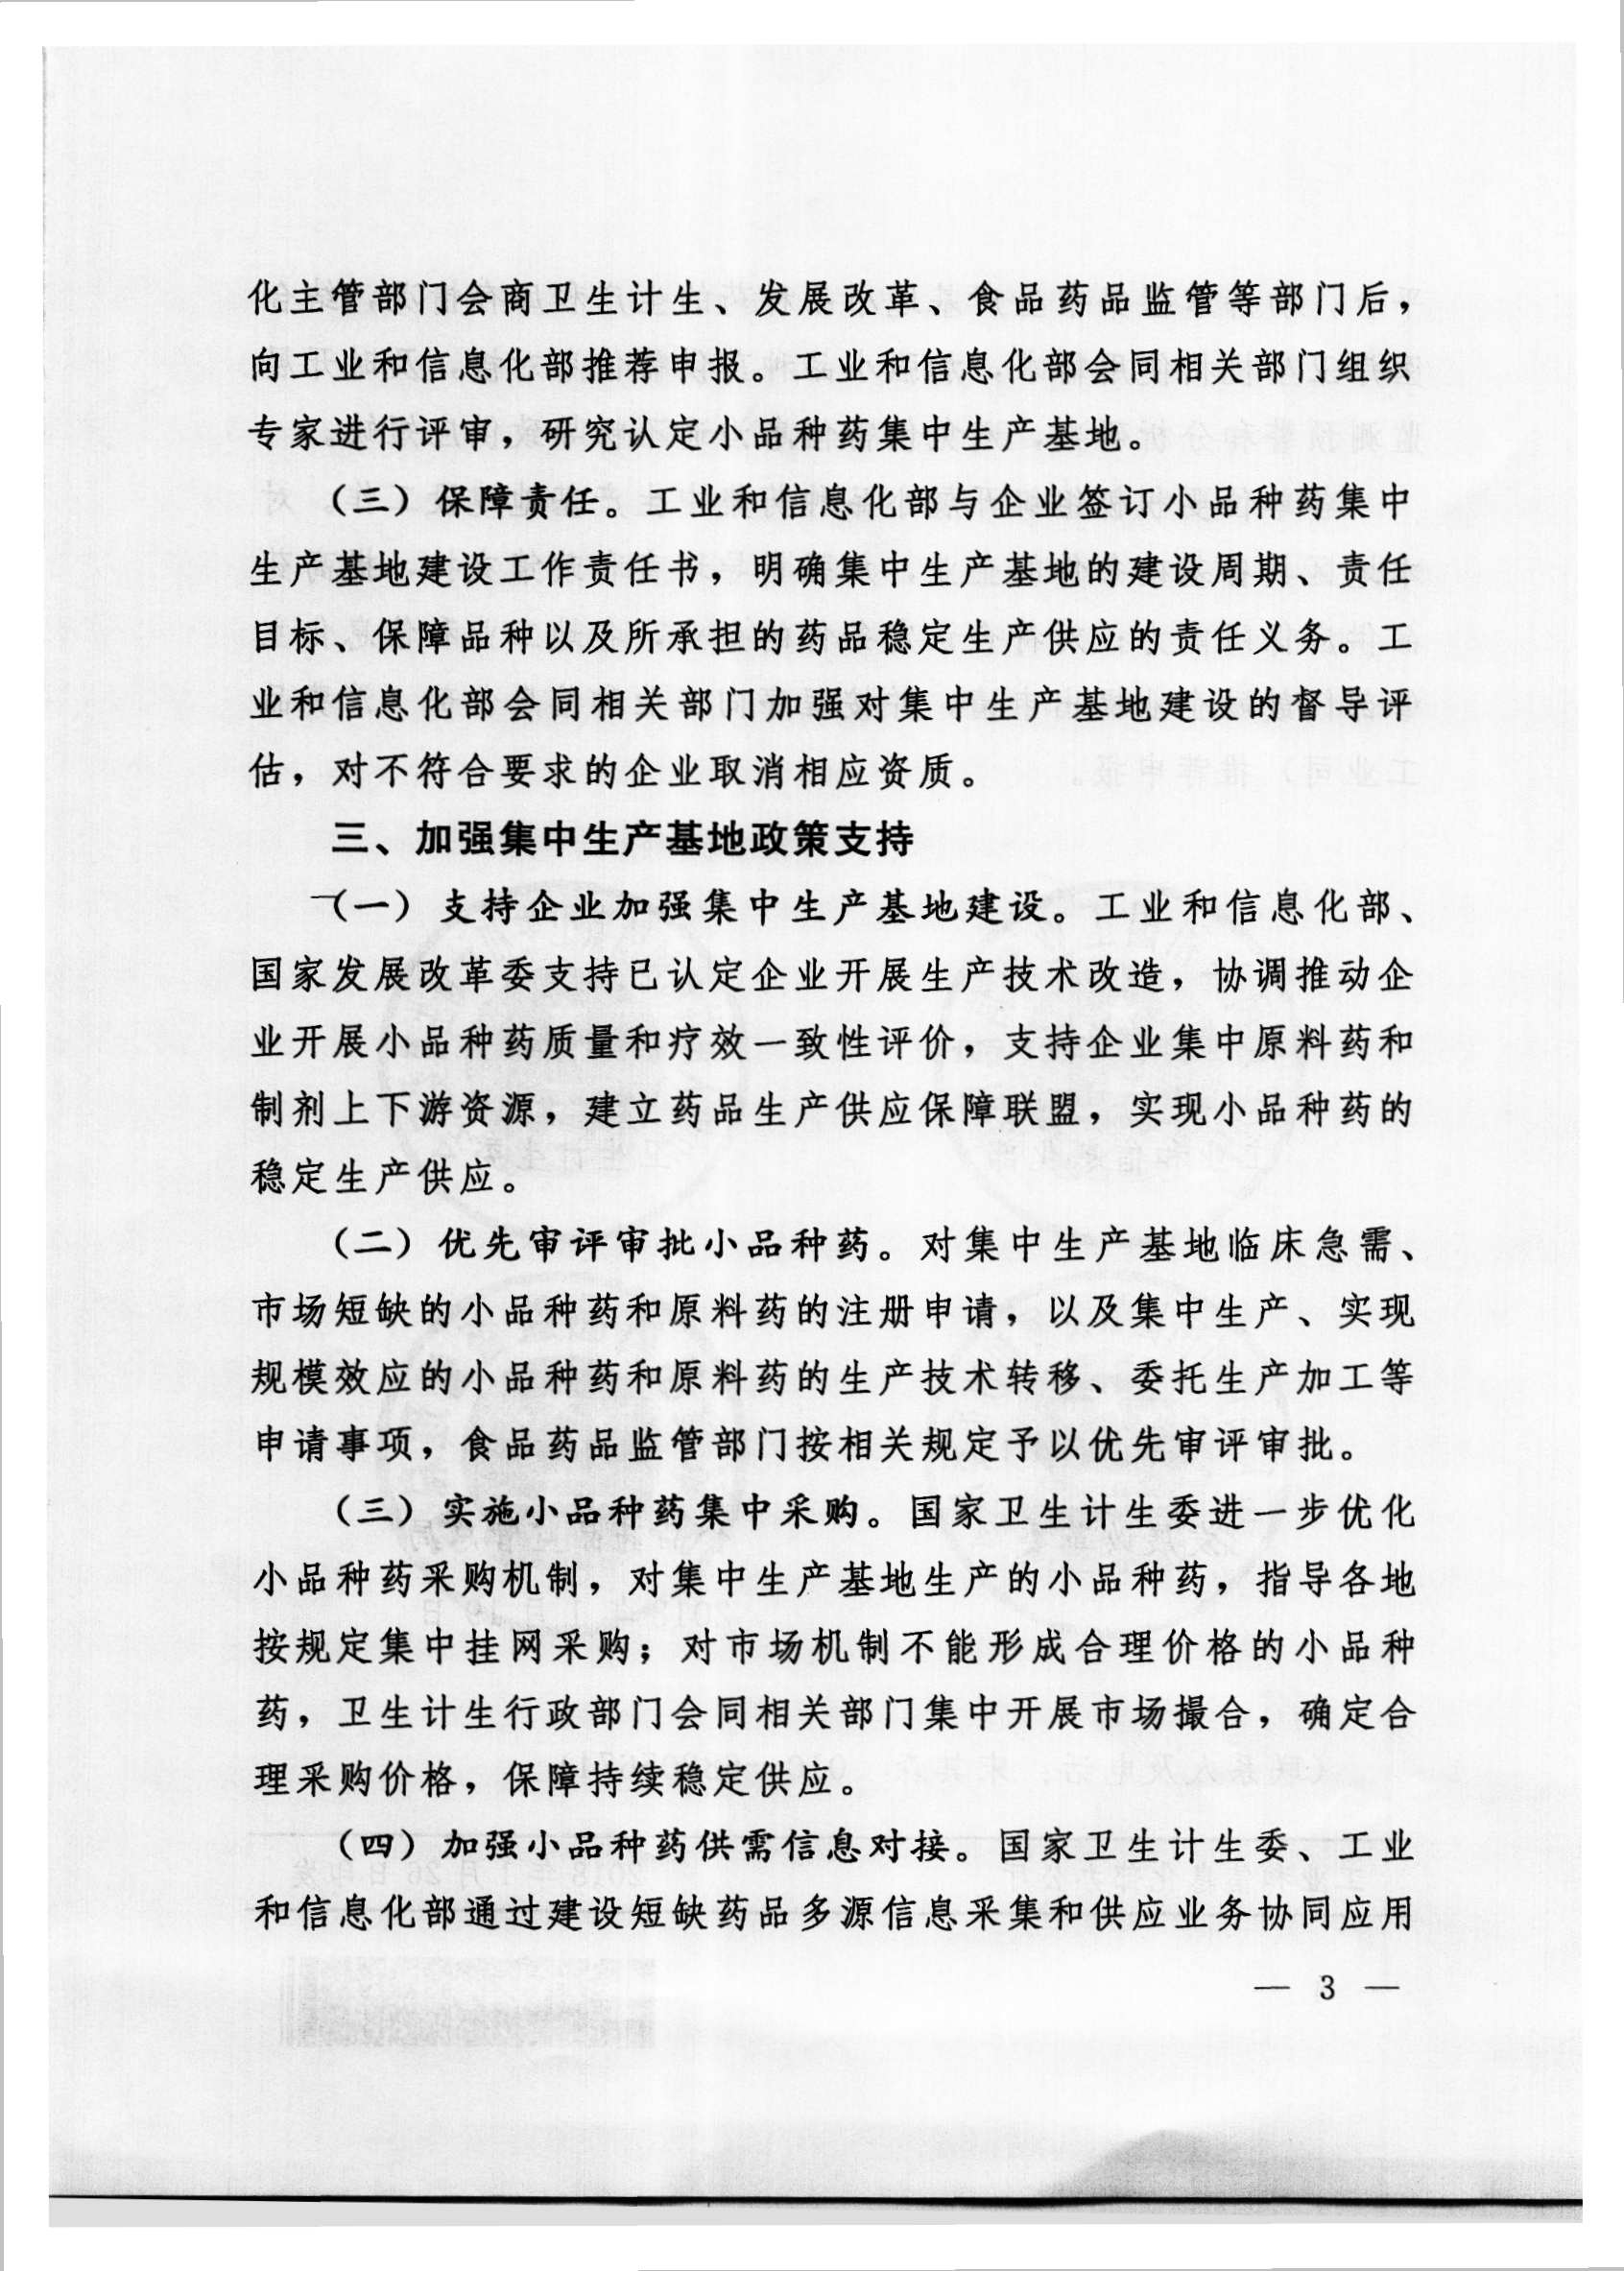 化主管部门会商卫生计生、发展改革、食品药品监管等部门后，
向工业和信息化部推荐申报。工业和信息化部会同相关部门组织
专家进行评审，研究认定小品种药集中生产基地。
（三）保障责任。工业和信息化部与企业签订小品种药集中
生产基地建设工作责任书，明确集中生产基地的建设周期、责任
目标、保障品种以及所承担的药品稳定生产供应的责任义务。工
业和信息化部会同相关部门加强对集中生产基地建设的督导评
估，对不符合要求的企业取消相应资质。
三、加强集中生产基地政策支持
（一）支持企业加强集中生产基地建设。工业和信息化部、
国家发展改革委支持已认定企业开展生产技术改造，协调推动企
业开展小品种药质量和疗效一致性评价，支持企业集中原料药和
制剂上下游资源，建立药品生产供应保障联盟，实现小品种药的
稳定生产供应。
（二）优先审评审批小品种药。对集中生产基地临床急需、
市场短缺的小品种药和原料药的注册申请，以及集中生产、实现
规模效应的小品种药和原料药的生产技术转移、委托生产加工等
申请事项，食品药品监管部门按相关规定予以优先审评审批。
（三）实施小品种药集中采购。国家卫生计生委进一步优化
小品种药采购机制，对集中生产基地生产的小品种药，指导各地
按规定集中挂网采购；对市场机制不能形成合理价格的小品种
药，卫生计生行政部门会同相关部门集中开展市场撮合，确定合
理采购价格，保障持续稳定供应。
（四）加强小品种药供需信息对接。国家卫生计生委、工业
和信息化部通过建设短缺药品多源信息采集和供应业务协同应用
— 3 —